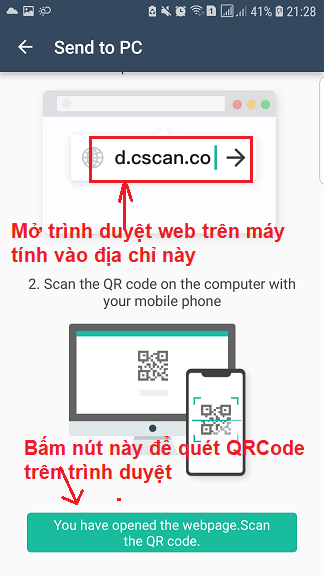 41% 21:28
Send to PC
d.cscan.co
Mở trình duyệt web trên máy
tính vào địa chỉ này
2. Scan the QR code on the computer with
your mobile phone
Bấm nút này để quét QRCode
trên trình duyệt
You have opened the webpage.Scan
the QR code.